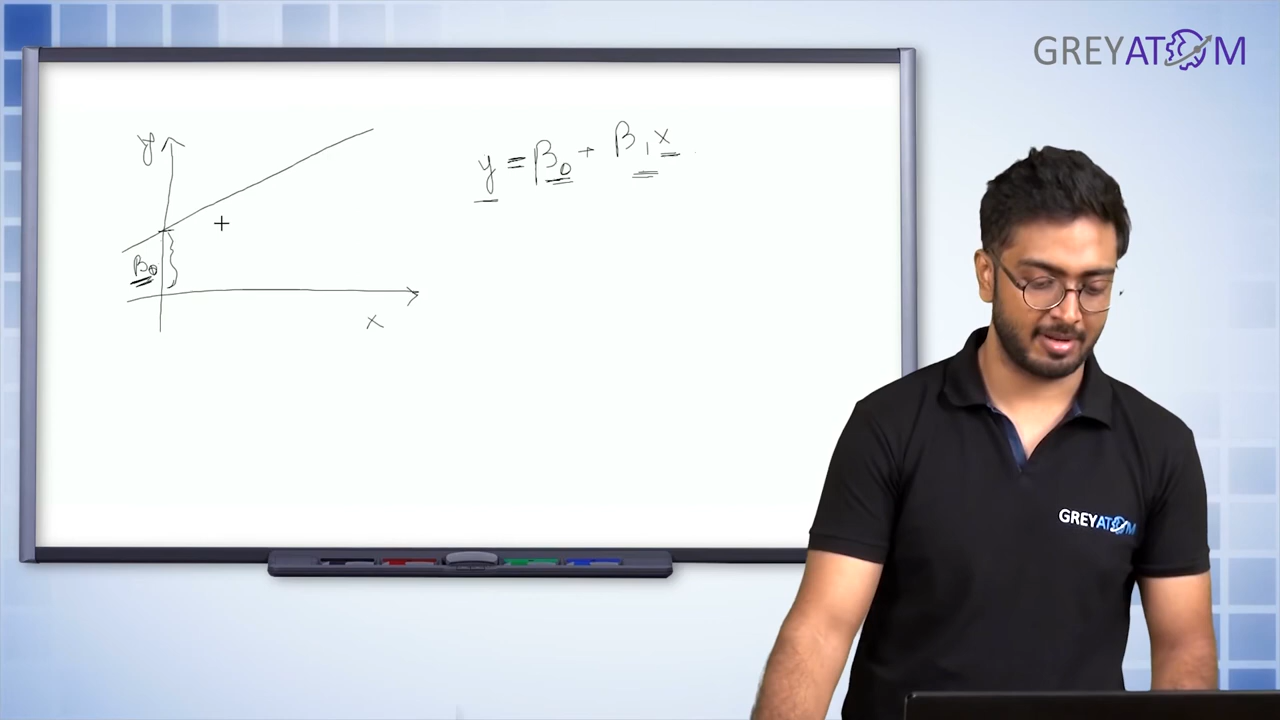 GREYATOM
y
y = β₀ + β₁x
β₀
x
GREYATOM